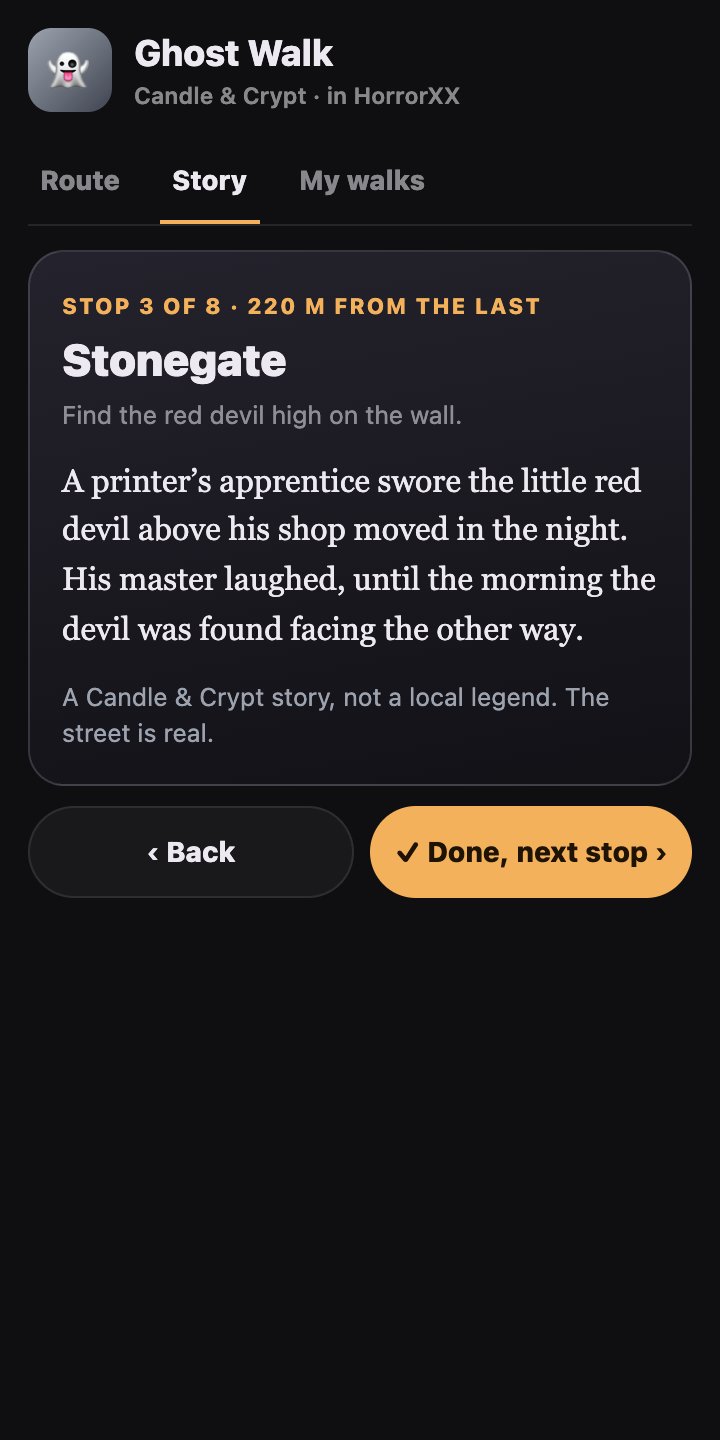 Ghost Walk
Candle & Crypt · in HorrorXX
Route
Story
My walks
STOP 3 OF 8 · 220 M FROM THE LAST
Stonegate
Find the red devil high on the wall.
A printer’s apprentice swore the little red
devil above his shop moved in the night.
His master laughed, until the morning the
devil was found facing the other way.
A Candle & Crypt story, not a local legend. The
street is real.
‹ Back
✓ Done, next stop ›